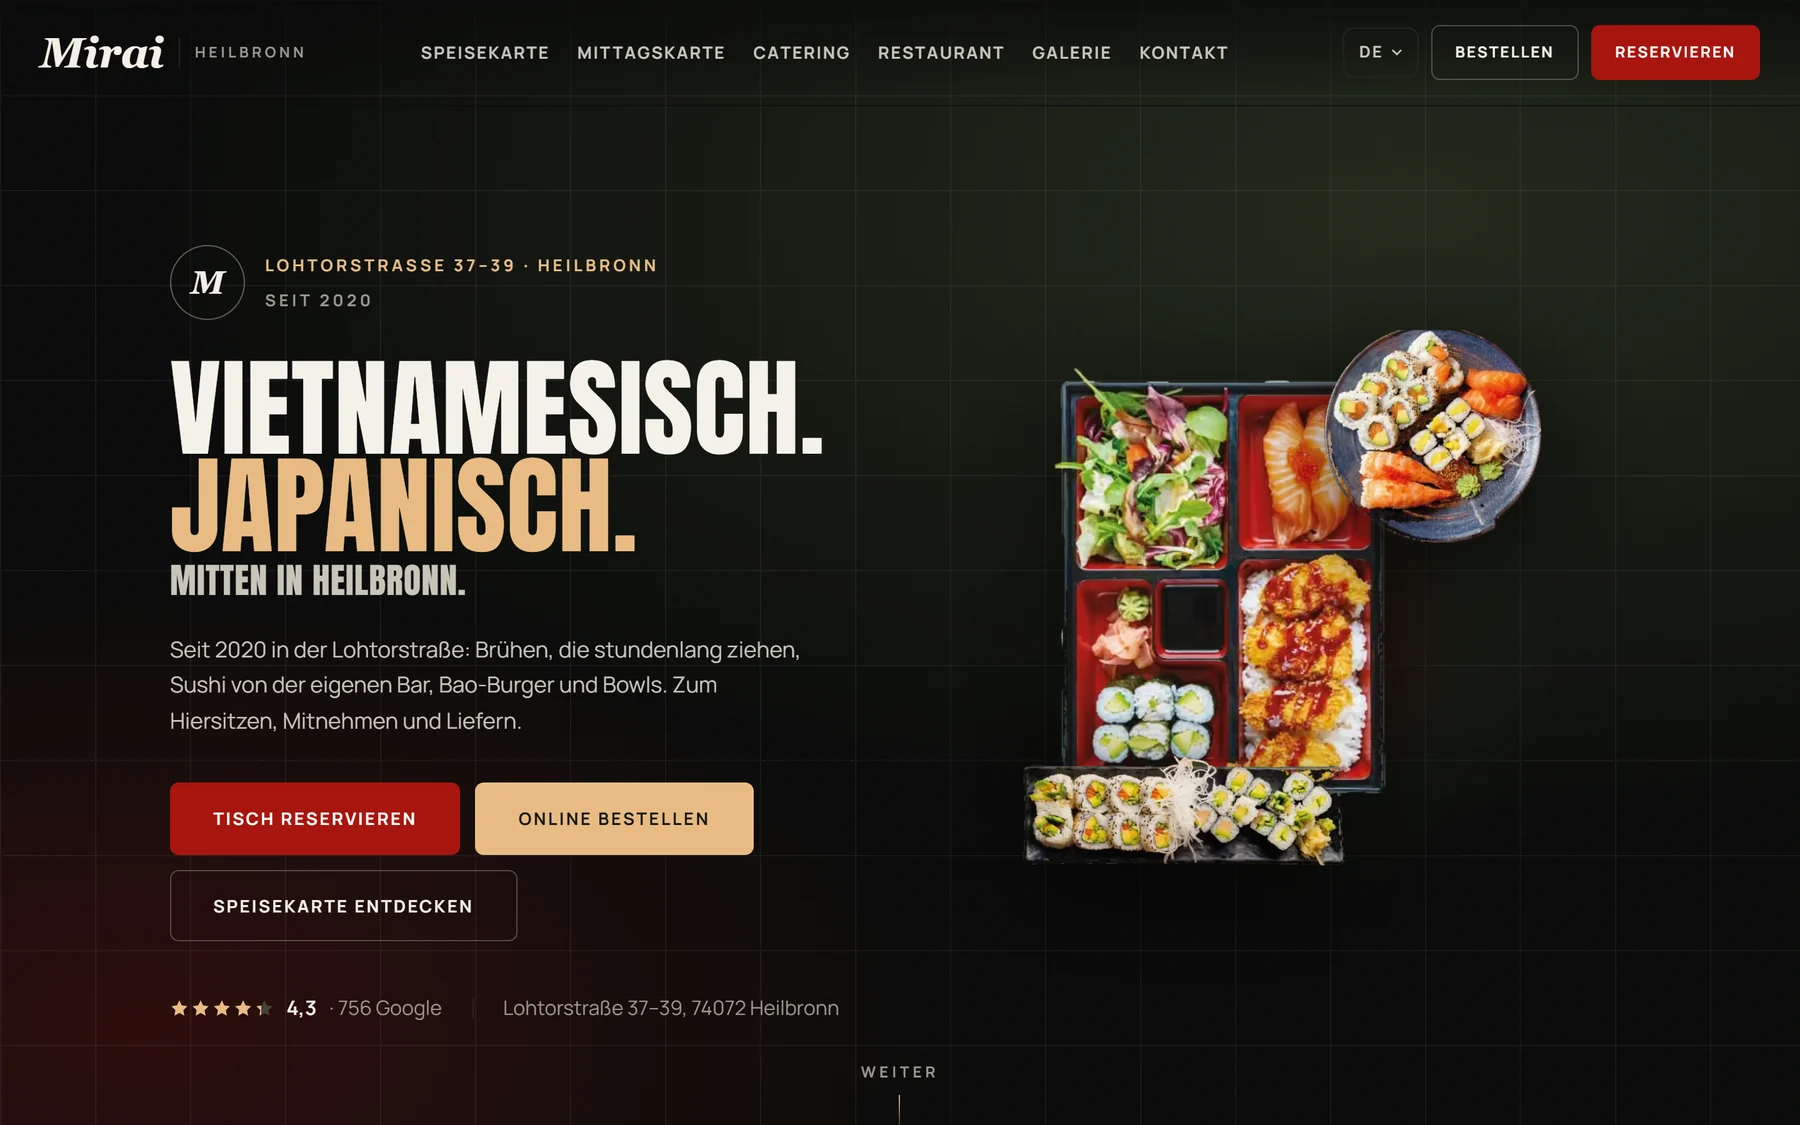 Mirai HEILBRONN
SPEISEKARTE MITTAGSKARTE CATERING RESTAURANT GALERIE KONTAKT
DE BESTELLEN RESERVIEREN
M
LOHTORSTRASSE 37–39 · HEILBRONN
SEIT 2020
VIETNAMESISCH.
JAPANISCH.
MITTEN IN HEILBRONN.
Seit 2020 in der Lohtorstraße: Brühen, die stundenlang ziehen,
Sushi von der eigenen Bar, Bao-Burger und Bowls. Zum
Hiersitzen, Mitnehmen und Liefern.
TISCH RESERVIEREN ONLINE BESTELLEN
SPEISEKARTE ENTDECKEN
4,3 · 756 Google Lohtorstraße 37–39, 74072 Heilbronn
WEITER